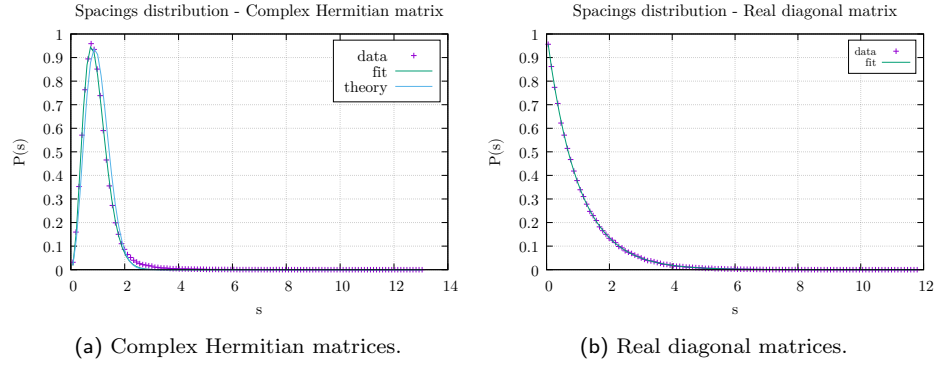 Spacings distribution - Complex Hermitian matrix
1
0.9
0.8
0.7
0.6
0.5
0.4
0.3
0.2
0.1
0
P(s)
data
fit
theory
0 2 4 6 8 10 12 14
s
(a) Complex Hermitian matrices.
Spacings distribution - Real diagonal matrix
1
0.9
0.8
0.7
0.6
0.5
0.4
0.3
0.2
0.1
0
P(s)
data
fit
0 2 4 6 8 10 12
s
(b) Real diagonal matrices.